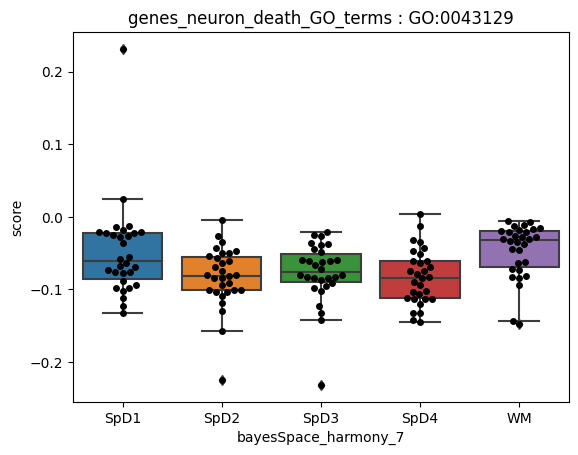 genes_neuron_death_GO_terms : GO:0043129
score
0.2
0.1
0.0
−0.1
−0.2
SpD1 SpD2 SpD3 SpD4 WM
bayesSpace_harmony_7